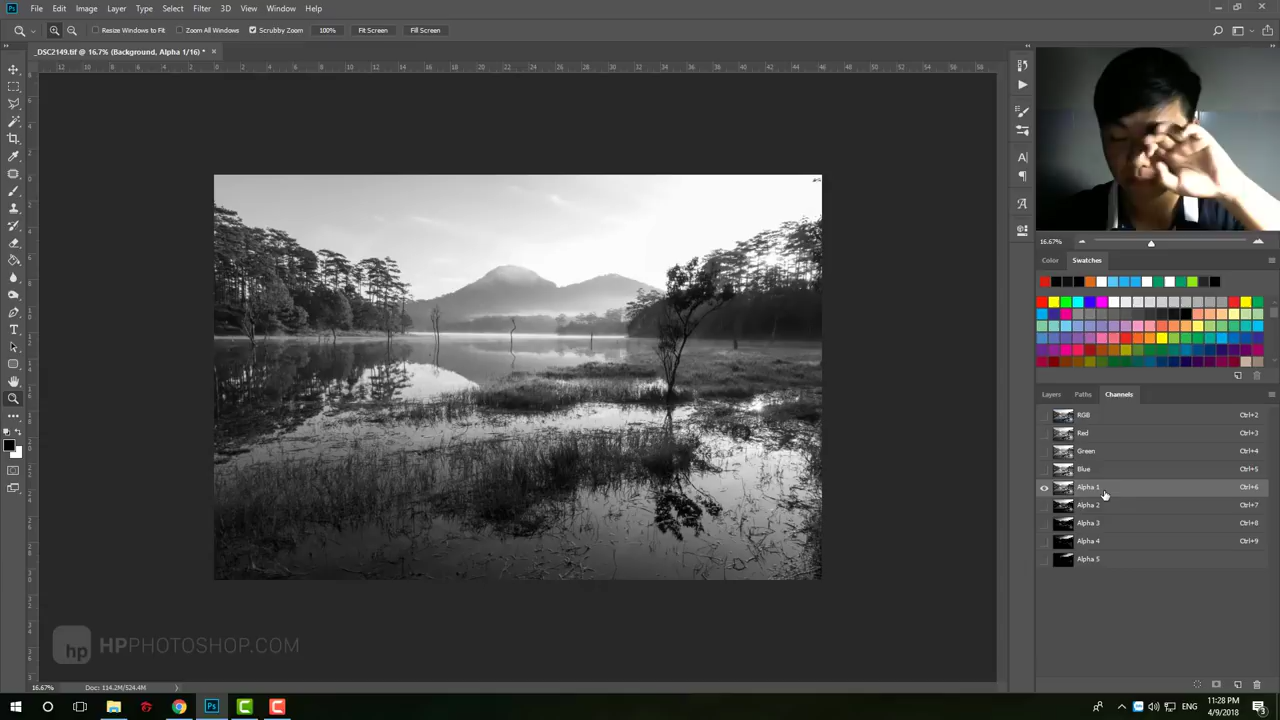 Ps File Edit Image Layer Type Select Filter 3D View Window Help
Resize Windows to Fit Zoom All Windows Scrubby Zoom 100% Fit Screen Fill Screen
_DSC2149.tif @ 16.7% (Background, Alpha 1/16) *
16.67%
Color Swatches
Layers Paths Channels
RGB Ctrl+2
Red Ctrl+3
Green Ctrl+4
Blue Ctrl+5
Alpha 1 Ctrl+6
Alpha 2 Ctrl+7
Alpha 3 Ctrl+8
Alpha 4 Ctrl+9
Alpha 5
hp HPPHOTOSHOP.COM
16.67% Doc: 114.2M/524.4M
Ps ENG 11:28 PM
4/9/2018